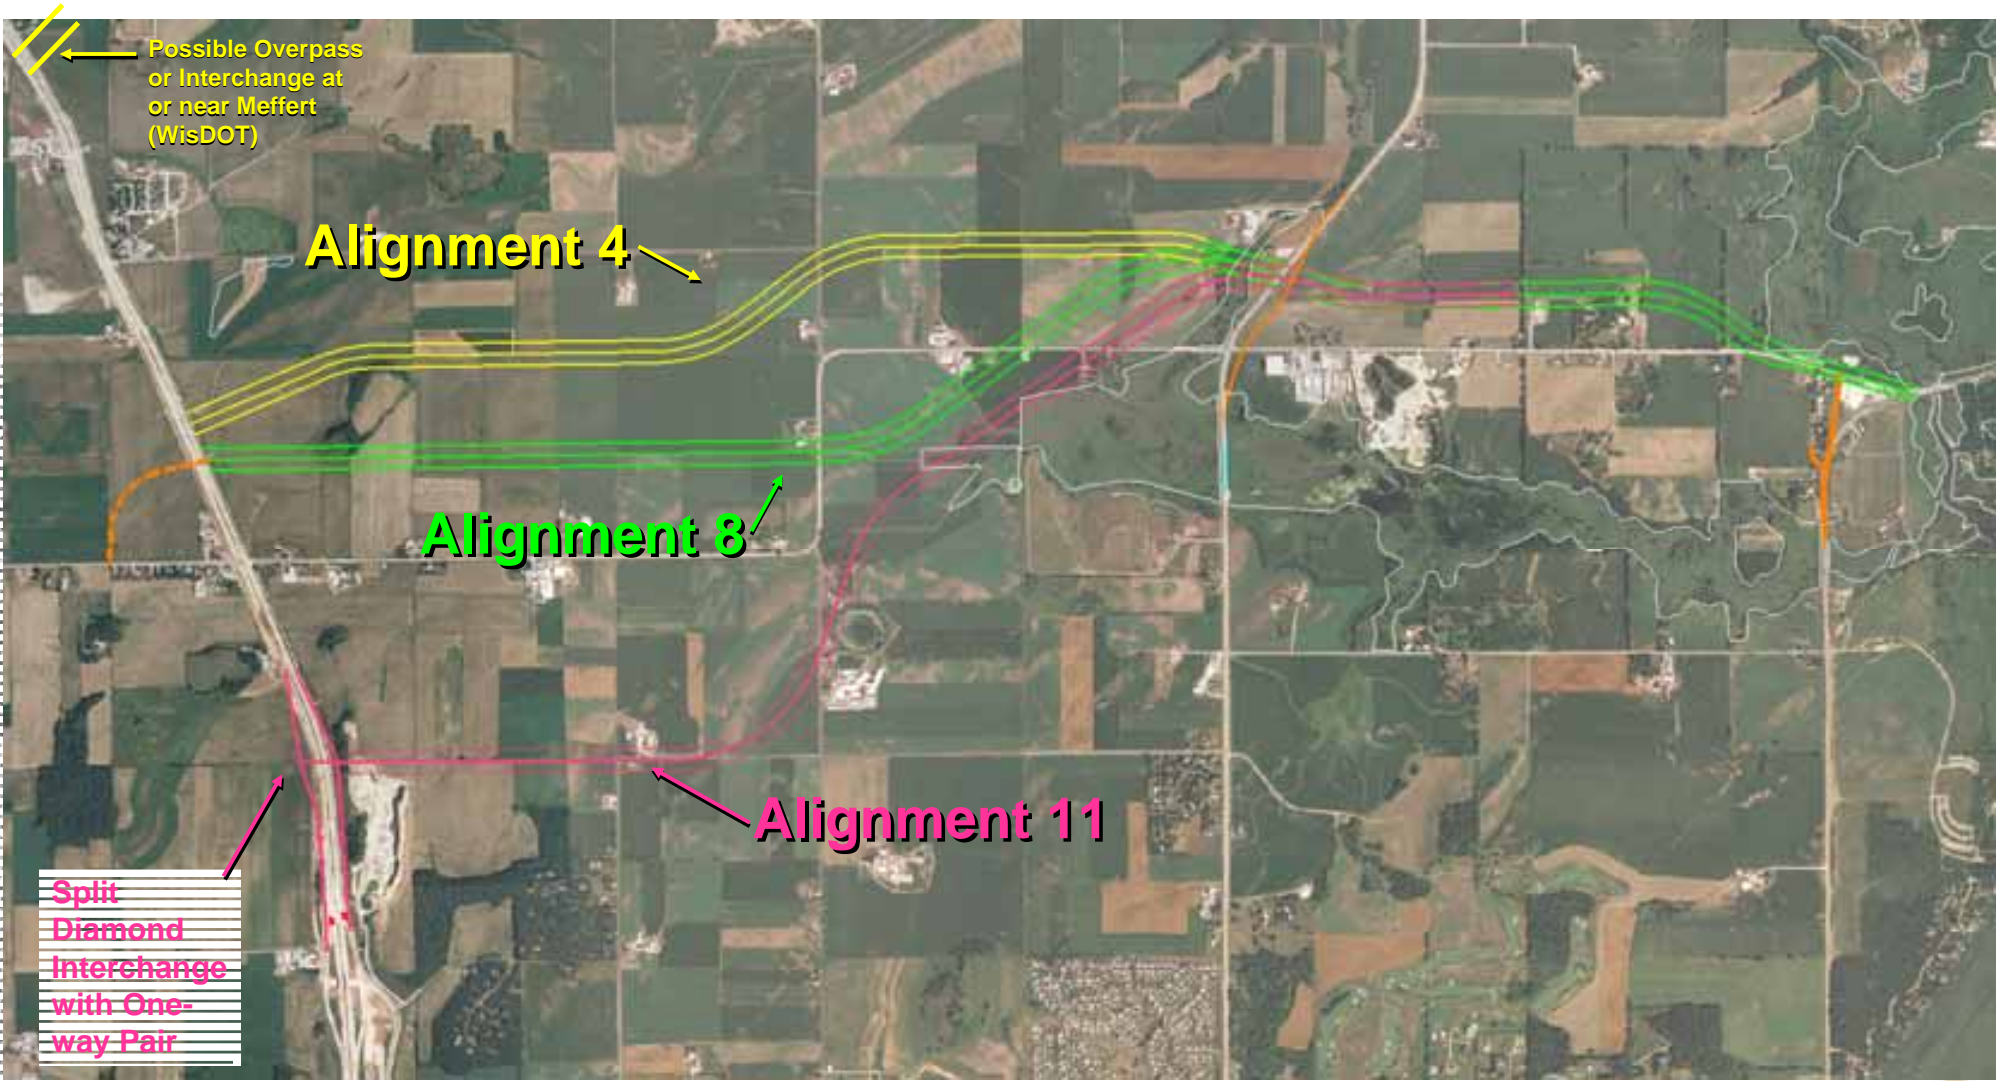 Possible Overpass
or Interchange at
or near Meffert
(WisDOT)
Alignment 4
Alignment 8
Alignment 11
Split
Diamond
Interchange
with One-
way Pair